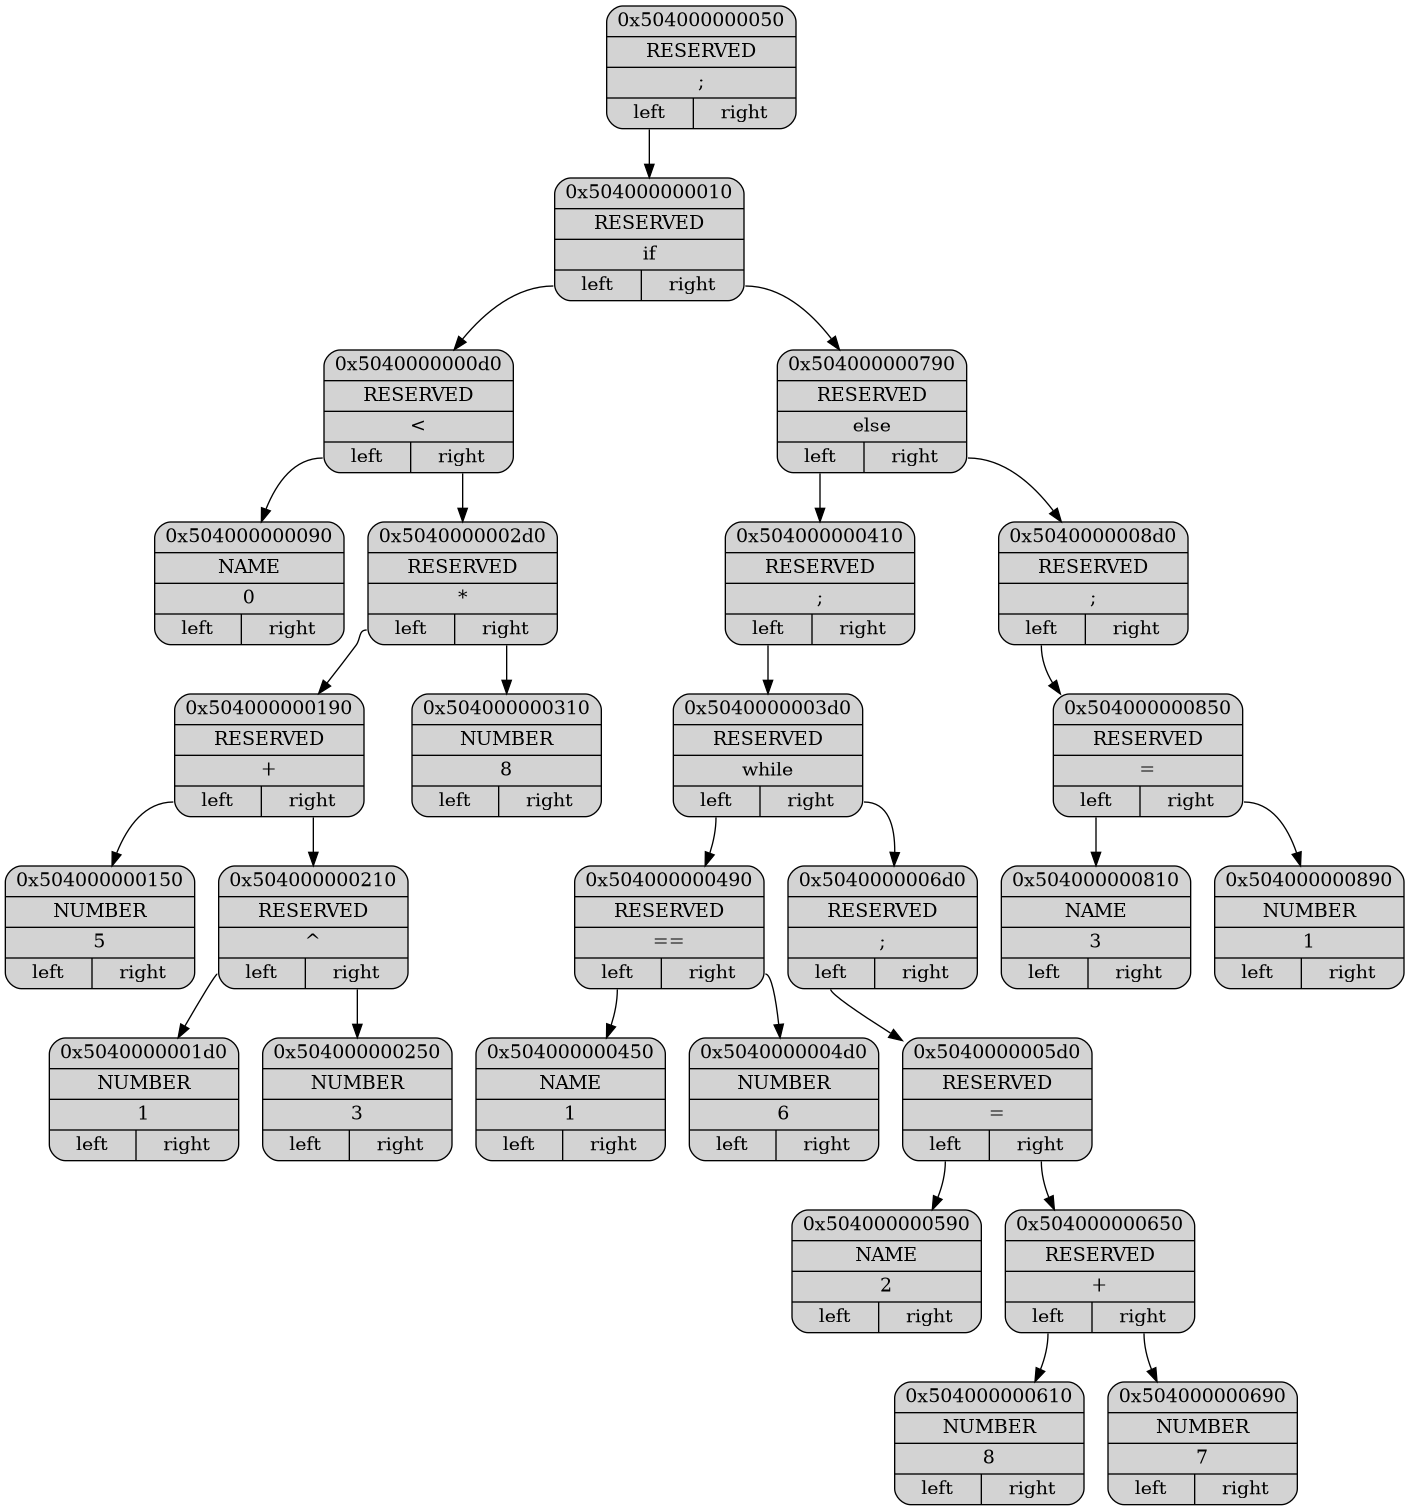 0x504000000050
RESERVED
;
left right
0x504000000010
RESERVED
if
left right
0x5040000000d0
RESERVED
<
left right
0x504000000790
RESERVED
else
left right
0x504000000090
NAME
0
left right
0x5040000002d0
RESERVED
*
left right
0x504000000410
RESERVED
;
left right
0x5040000008d0
RESERVED
;
left right
0x504000000190
RESERVED
+
left right
0x504000000310
NUMBER
8
left right
0x5040000003d0
RESERVED
while
left right
0x504000000850
RESERVED
=
left right
0x504000000150
NUMBER
5
left right
0x504000000210
RESERVED
^
left right
0x504000000490
RESERVED
==
left right
0x5040000006d0
RESERVED
;
left right
0x504000000810
NAME
3
left right
0x504000000890
NUMBER
1
left right
0x5040000001d0
NUMBER
1
left right
0x504000000250
NUMBER
3
left right
0x504000000450
NAME
1
left right
0x5040000004d0
NUMBER
6
left right
0x5040000005d0
RESERVED
=
left right
0x504000000590
NAME
2
left right
0x504000000650
RESERVED
+
left right
0x504000000610
NUMBER
8
left right
0x504000000690
NUMBER
7
left right